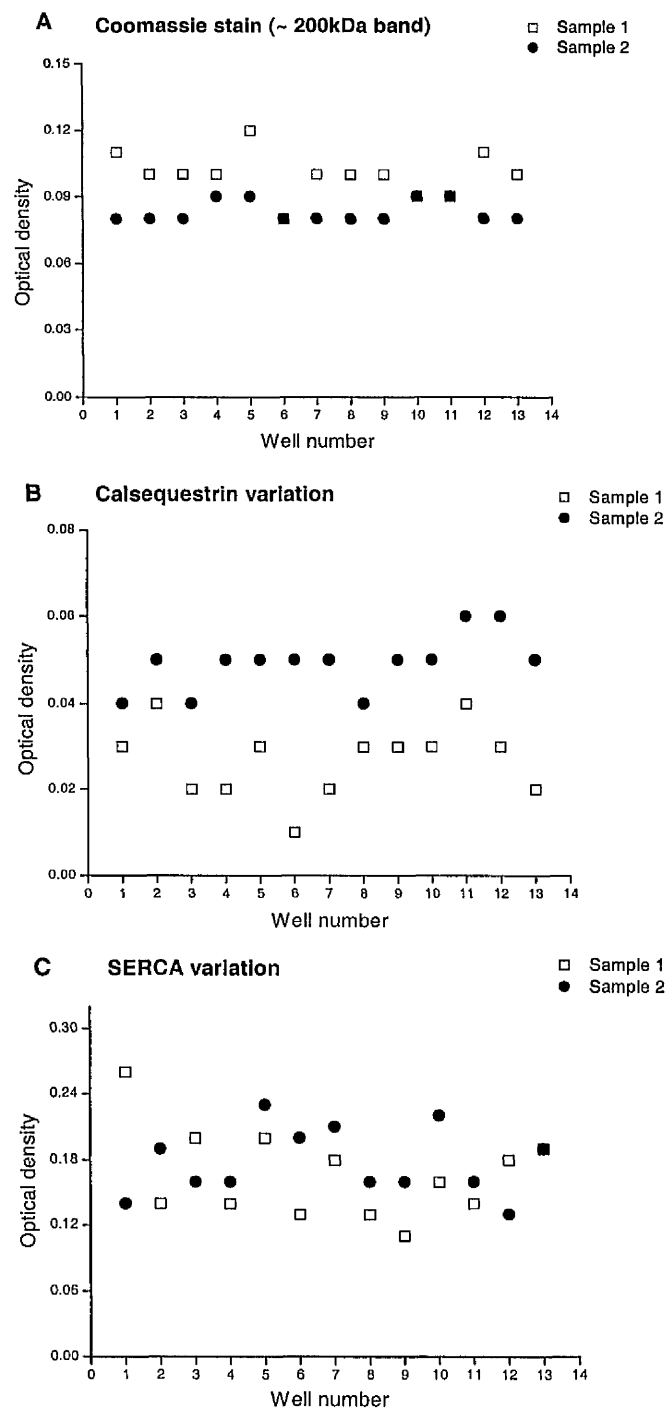 A Coomassie stain (~ 200kDa band)
Sample 1
Sample 2
0.15
0.12
0.09
0.06
0.03
0.00
Optical density
0 1 2 3 4 5 6 7 8 9 10 11 12 13 14
Well number
B Calsequestrin variation
Sample 1
Sample 2
0.08
0.06
0.04
0.02
0.00
Optical density
0 1 2 3 4 5 6 7 8 9 10 11 12 13 14
Well number
C SERCA variation
Sample 1
Sample 2
0.30
0.24
0.18
0.12
0.06
0.00
Optical density
0 1 2 3 4 5 6 7 8 9 10 11 12 13 14
Well number